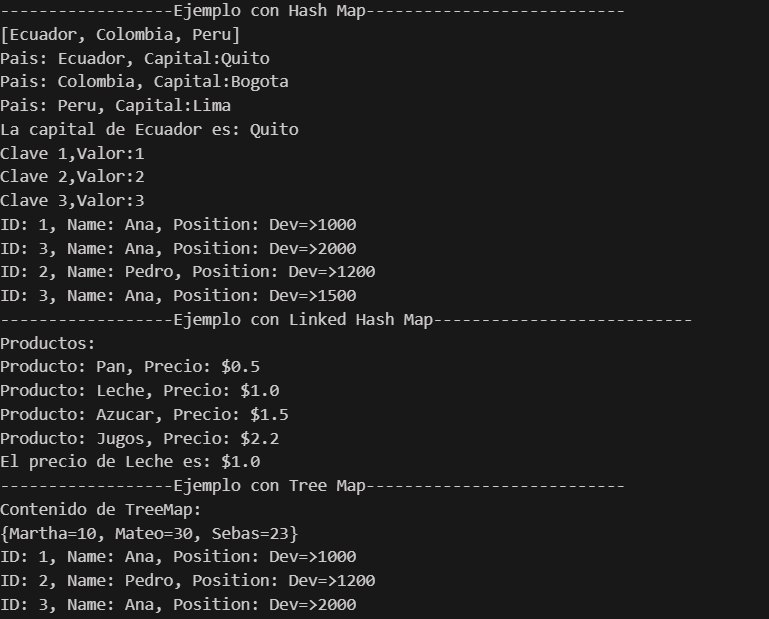 ------------------Ejemplo con Hash Map---------------------------
[Ecuador, Colombia, Peru]
Pais: Ecuador, Capital:Quito
Pais: Colombia, Capital:Bogota
Pais: Peru, Capital:Lima
La capital de Ecuador es: Quito
Clave 1,Valor:1
Clave 2,Valor:2
Clave 3,Valor:3
ID: 1, Name: Ana, Position: Dev=>1000
ID: 3, Name: Ana, Position: Dev=>2000
ID: 2, Name: Pedro, Position: Dev=>1200
ID: 3, Name: Ana, Position: Dev=>1500
------------------Ejemplo con Linked Hash Map---------------------------
Productos:
Producto: Pan, Precio: $0.5
Producto: Leche, Precio: $1.0
Producto: Azucar, Precio: $1.5
Producto: Jugos, Precio: $2.2
El precio de Leche es: $1.0
------------------Ejemplo con Tree Map---------------------------
Contenido de TreeMap:
{Martha=10, Mateo=30, Sebas=23}
ID: 1, Name: Ana, Position: Dev=>1000
ID: 2, Name: Pedro, Position: Dev=>1200
ID: 3, Name: Ana, Position: Dev=>2000